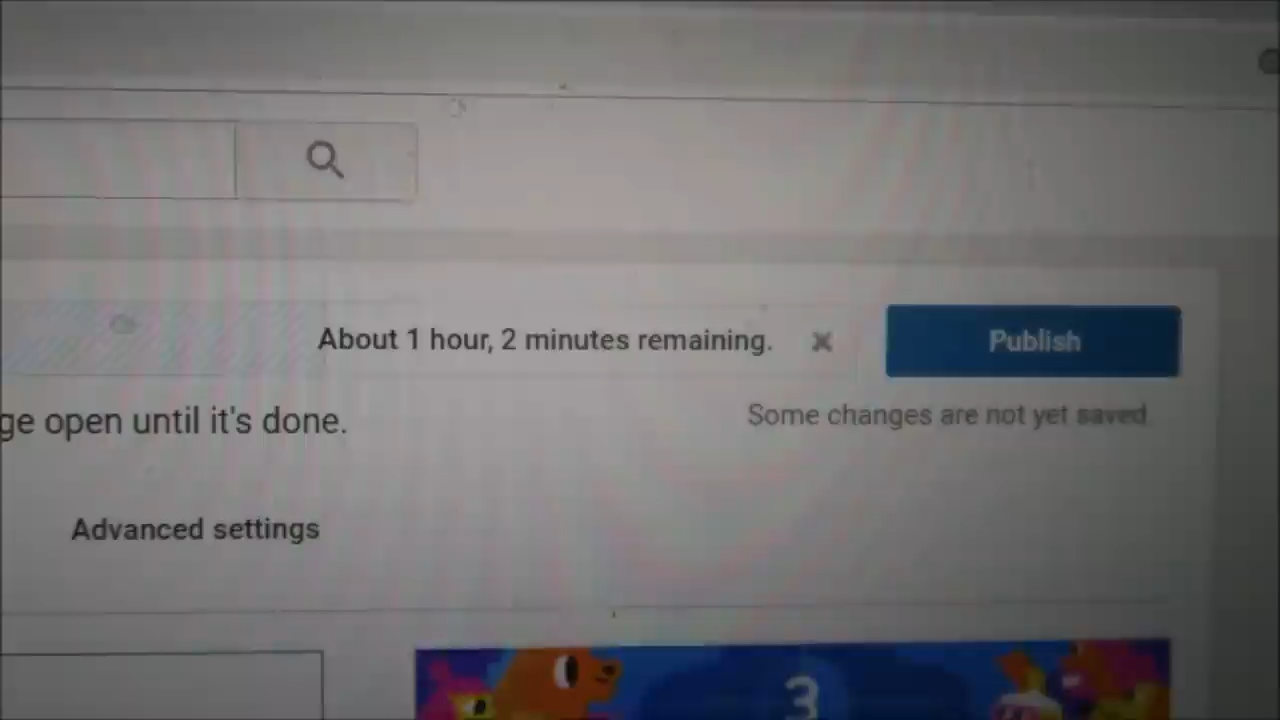 About 1 hour, 2 minutes remaining.
Publish
ge open until it's done.
Some changes are not yet saved.
Advanced settings
3